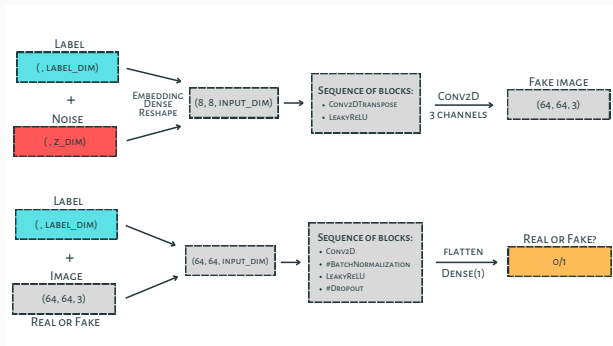 Label
( , label_dim)
+
Noise
( , z_dim)
Embedding
Dense
Reshape
(8, 8, input_dim)
Sequence of blocks:
• Conv2DTranspose
• LeakyReLU
Conv2D
3 channels
Fake image
(64, 64, 3)
Label
( , label_dim)
+
Image
(64, 64, 3)
Real or Fake
(64, 64, input_dim)
Sequence of blocks:
• Conv2D
• #BatchNormalization
• LeakyReLU
• #Dropout
flatten
Dense(1)
Real or Fake?
0/1